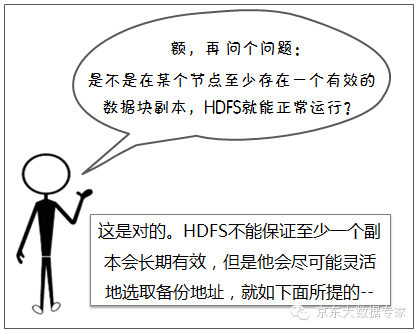 额，再问个问题：
是不是在某个节点至少存在一个有效的
数据块副本，HDFS就能正常运行？
这是对的。HDFS不能保证至少一个副
本会长期有效，但是他会尽可能灵活
地选取备份地址，就如下面所提的--
京东大数据专家